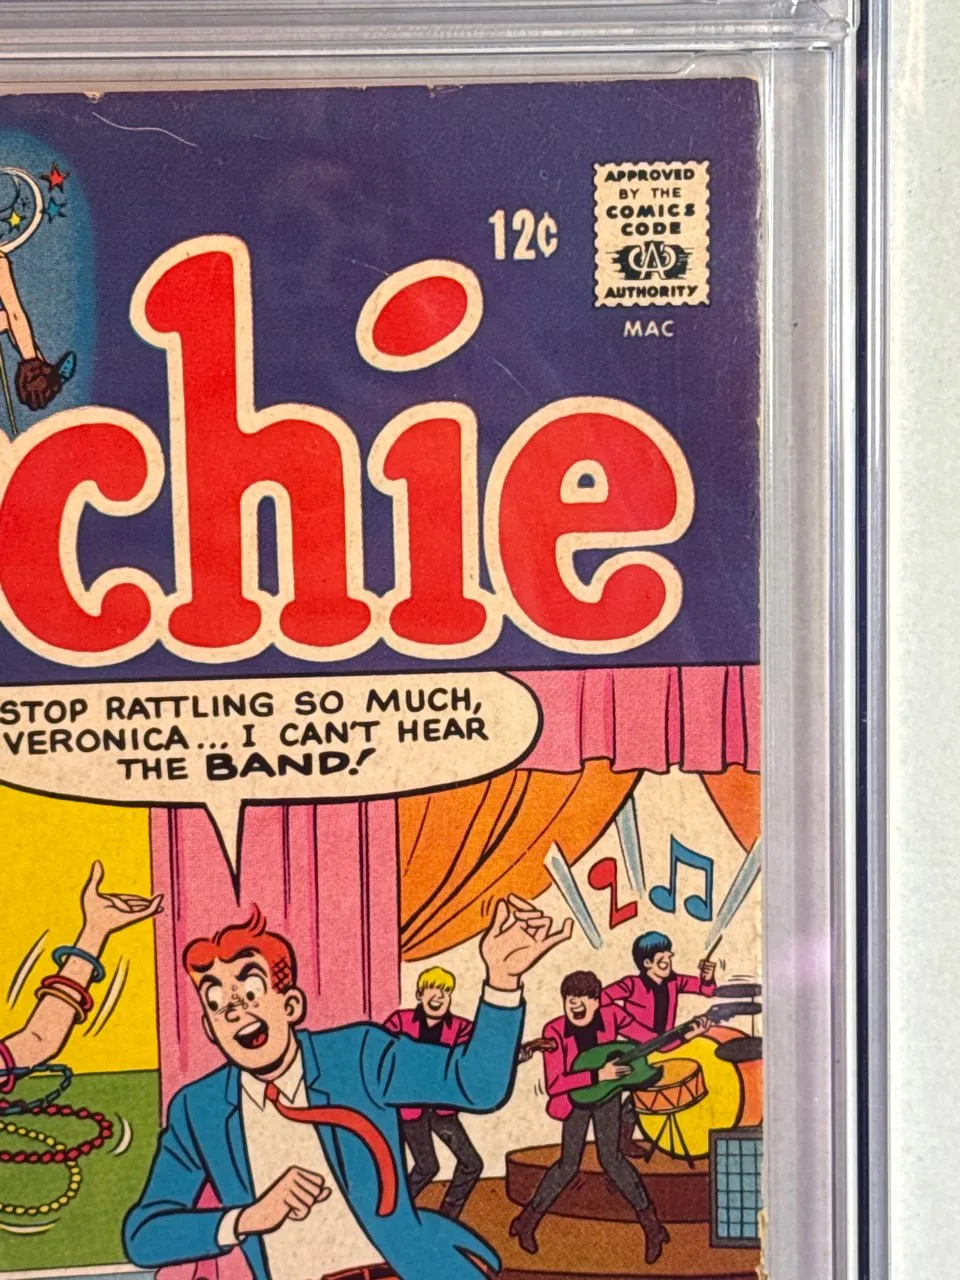 12¢
APPROVED
BY THE
COMICS
CODE
CA
AUTHORITY
MAC
chie
STOP RATTLING SO MUCH,
VERONICA... I CAN'T HEAR
THE BAND!